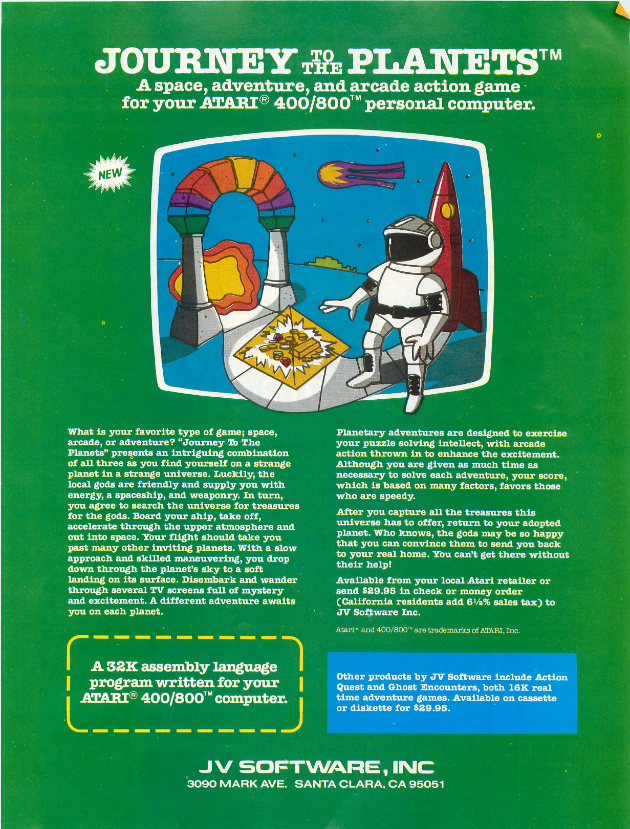 JOURNEY TO THE PLANETS™
A space, adventure, and arcade action game
for your ATARI® 400/800™ personal computer.
NEW
What is your favorite type of game; space,
arcade, or adventure? "Journey To The
Planets" presents an intriguing combination
of all three as you find yourself on a strange
planet in a strange universe. Luckily, the
local gods are friendly and supply you with
energy, a spaceship, and weaponry. In turn,
you agree to search the universe for treasures
for the gods. Board your ship, take off,
accelerate through the upper atmosphere and
out into space. Your flight should take you
past many other inviting planets. With a slow
approach and skilled maneuvering, you drop
down through the planet's sky to a soft
landing on its surface. Disembark and wander
through several TV screens full of mystery
and excitement. A different adventure awaits
you on each planet.
Planetary adventures are designed to exercise
your puzzle solving intellect, with arcade
action thrown in to enhance the excitement.
Although you are given as much time as
necessary to solve each adventure, your score,
which is based on many factors, favors those
who are speedy.
After you capture all the treasures this
universe has to offer, return to your adopted
planet. Who knows, the gods may be so happy
that you can convince them to send you back
to your real home. You can't get there without
their help!
Available from your local Atari retailer or
send $29.95 in check or money order
(California residents add 6½% sales tax) to
JV Software Inc.
Atari® and 400/800™ are trademarks of ATARI, Inc.
A 32K assembly language
program written for your
ATARI® 400/800™ computer.
Other products by JV Software include Action
Quest and Ghost Encounters, both 16K real
time adventure games. Available on cassette
or diskette for $29.95.
JV SOFTWARE, INC
3090 MARK AVE. SANTA CLARA, CA 95051